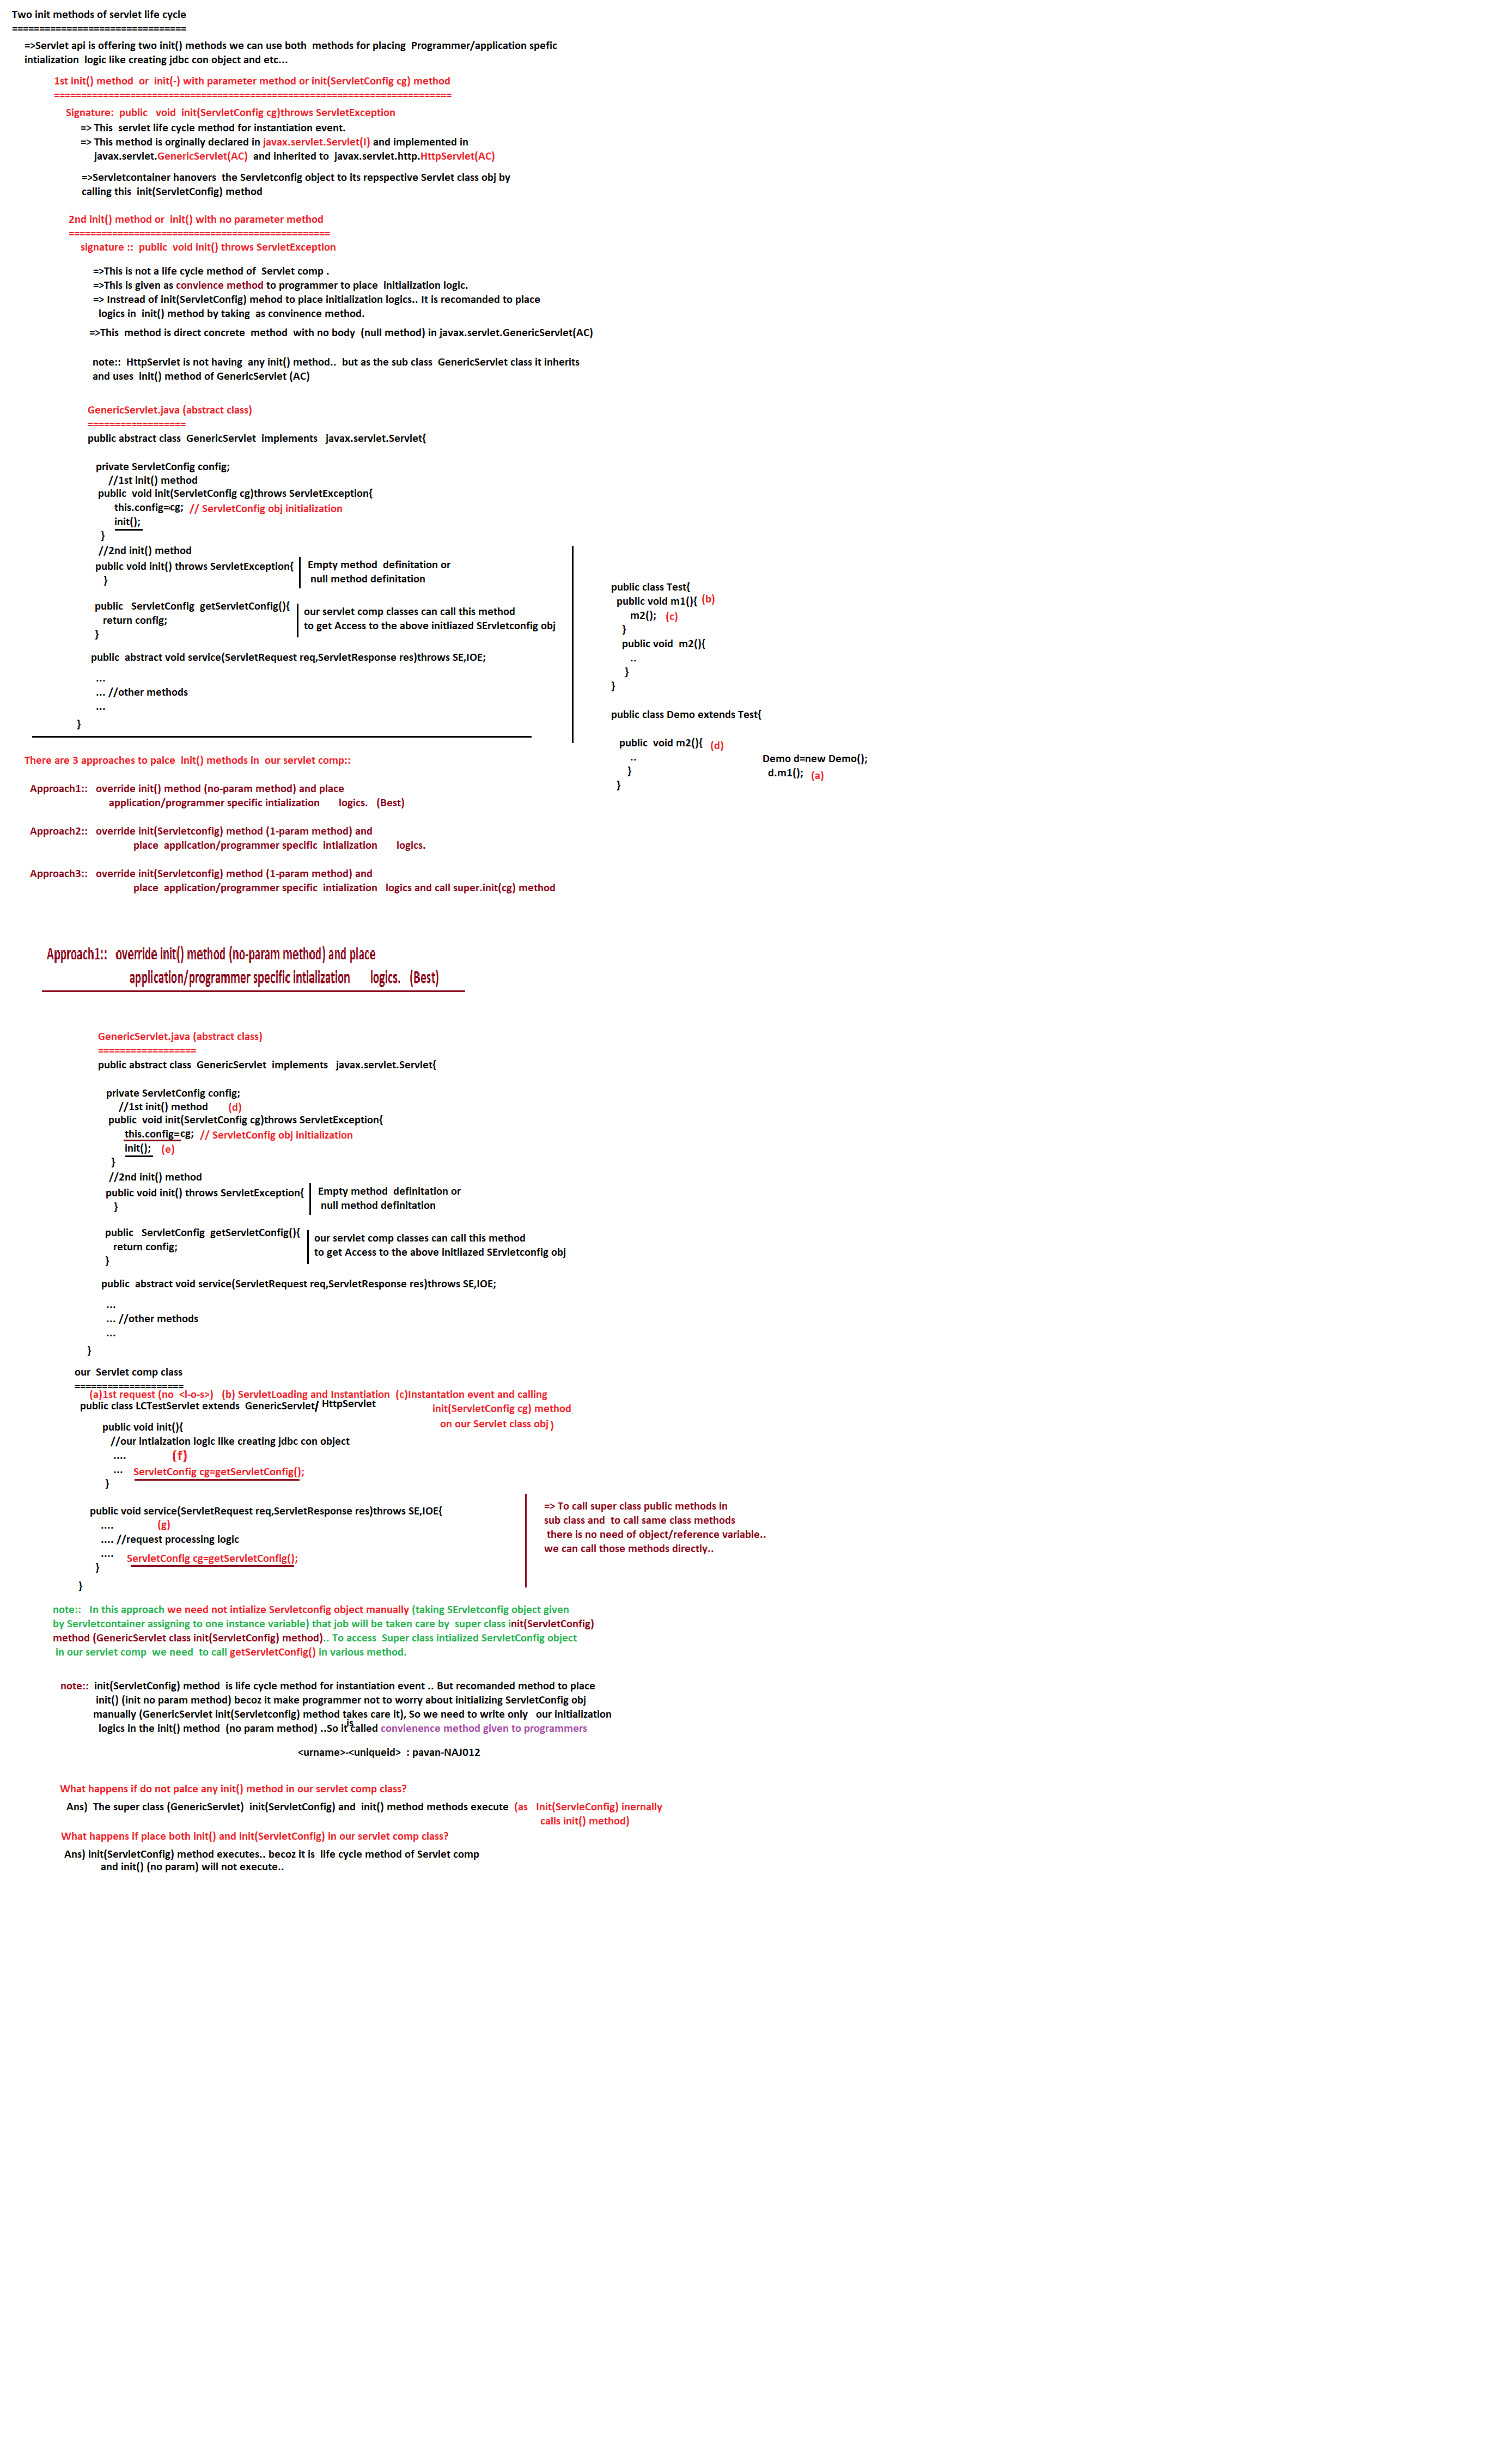 Two init methods of servlet life cycle
================================
=>Servlet api is offering two init() methods we can use both methods for placing Programmer/application spefic
intialization logic like creating jdbc con object and etc...
1st init() method or init(-) with parameter method or init(ServletConfig cg) method
=========================================================================
Signature: public void init(ServletConfig cg)throws ServletException
=> This servlet life cycle method for instantiation event.
=> This method is orginally declared in javax.servlet.Servlet(I) and implemented in
javax.servlet.GenericServlet(AC) and inherited to javax.servlet.http.HttpServlet(AC)
=>Servletcontainer hanovers the Servletconfig object to its repspective Servlet class obj by
calling this init(ServletConfig) method
2nd init() method or init() with no parameter method
================================================
signature :: public void init() throws ServletException
=>This is not a life cycle method of Servlet comp .
=>This is given as convience method to programmer to place initialization logic.
=> Instread of init(ServletConfig) mehod to place initialization logics.. It is recomanded to place
logics in init() method by taking as convinence method.
=>This method is direct concrete method with no body (null method) in javax.servlet.GenericServlet(AC)
note:: HttpServlet is not having any init() method.. but as the sub class GenericServlet class it inherits
and uses init() method of GenericServlet (AC)
GenericServlet.java (abstract class)
==================
public abstract class GenericServlet implements javax.servlet.Servlet{
private ServletConfig config;
//1st init() method
public void init(ServletConfig cg)throws ServletException{
this.config=cg; // ServletConfig obj initialization
init();
}
//2nd init() method
public void init() throws ServletException{
}
Empty method definitation or
null method definitation
public ServletConfig getServletConfig(){
return config;
}
our servlet comp classes can call this method
to get Access to the above initliazed SErvletconfig obj
public abstract void service(ServletRequest req,ServletResponse res)throws SE,IOE;
...
... //other methods
...
}
public class Test{
public void m1(){ (b)
m2(); (c)
}
public void m2(){
..
}
}
public class Demo extends Test{
public void m2(){ (d)
..
}
}
Demo d=new Demo();
d.m1(); (a)
There are 3 approaches to palce init() methods in our servlet comp::
Approach1:: override init() method (no-param method) and place
application/programmer specific intialization logics. (Best)
Approach2:: override init(Servletconfig) method (1-param method) and
place application/programmer specific intialization logics.
Approach3:: override init(Servletconfig) method (1-param method) and
place application/programmer specific intialization logics and call super.init(cg) method
Approach1:: override init() method (no-param method) and place
application/programmer specific intialization logics. (Best)
GenericServlet.java (abstract class)
==================
public abstract class GenericServlet implements javax.servlet.Servlet{
private ServletConfig config;
//1st init() method (d)
public void init(ServletConfig cg)throws ServletException{
this.config=cg; // ServletConfig obj initialization
init(); (e)
}
//2nd init() method
public void init() throws ServletException{
}
Empty method definitation or
null method definitation
public ServletConfig getServletConfig(){
return config;
}
our servlet comp classes can call this method
to get Access to the above initliazed SErvletconfig obj
public abstract void service(ServletRequest req,ServletResponse res)throws SE,IOE;
...
... //other methods
...
}
our Servlet comp class
====================
(a)1st request (no <l-o-s>) (b) ServletLoading and Instantiation (c)Instantation event and calling
init(ServletConfig cg) method
on our Servlet class obj )
public class LCTestServlet extends GenericServlet/ HttpServlet
public void init(){
//our intialzation logic like creating jdbc con object
.... (f)
... ServletConfig cg=getServletConfig();
}
public void service(ServletRequest req,ServletResponse res)throws SE,IOE{
.... (g)
.... //request processing logic
.... ServletConfig cg=getServletConfig();
}
}
=> To call super class public methods in
sub class and to call same class methods
there is no need of object/reference variable..
we can call those methods directly..
note:: In this approach we need not intialize Servletconfig object manually (taking SErvletconfig object given
by Servletcontainer assigning to one instance variable) that job will be taken care by super class init(ServletConfig)
method (GenericServlet class init(ServletConfig) method).. To access Super class intialized ServletConfig object
in our servlet comp we need to call getServletConfig() in various method.
note:: init(ServletConfig) method is life cycle method for instantiation event .. But recomanded method to place
init() (init no param method) becoz it make programmer not to worry about initializing ServletConfig obj
manually (GenericServlet init(Servletconfig) method takes care it), So we need to write only our initialization
logics in the init() method (no param method) ..So it is called convienence method given to programmers
<urname>-<uniqueid> : pavan-NAJ012
What happens if do not palce any init() method in our servlet comp class?
Ans) The super class (GenericServlet) init(ServletConfig) and init() method methods execute (as Init(ServleConfig) inernally
calls init() method)
What happens if place both init() and init(ServletConfig) in our servlet comp class?
Ans) init(ServletConfig) method executes.. becoz it is life cycle method of Servlet comp
and init() (no param) will not execute..